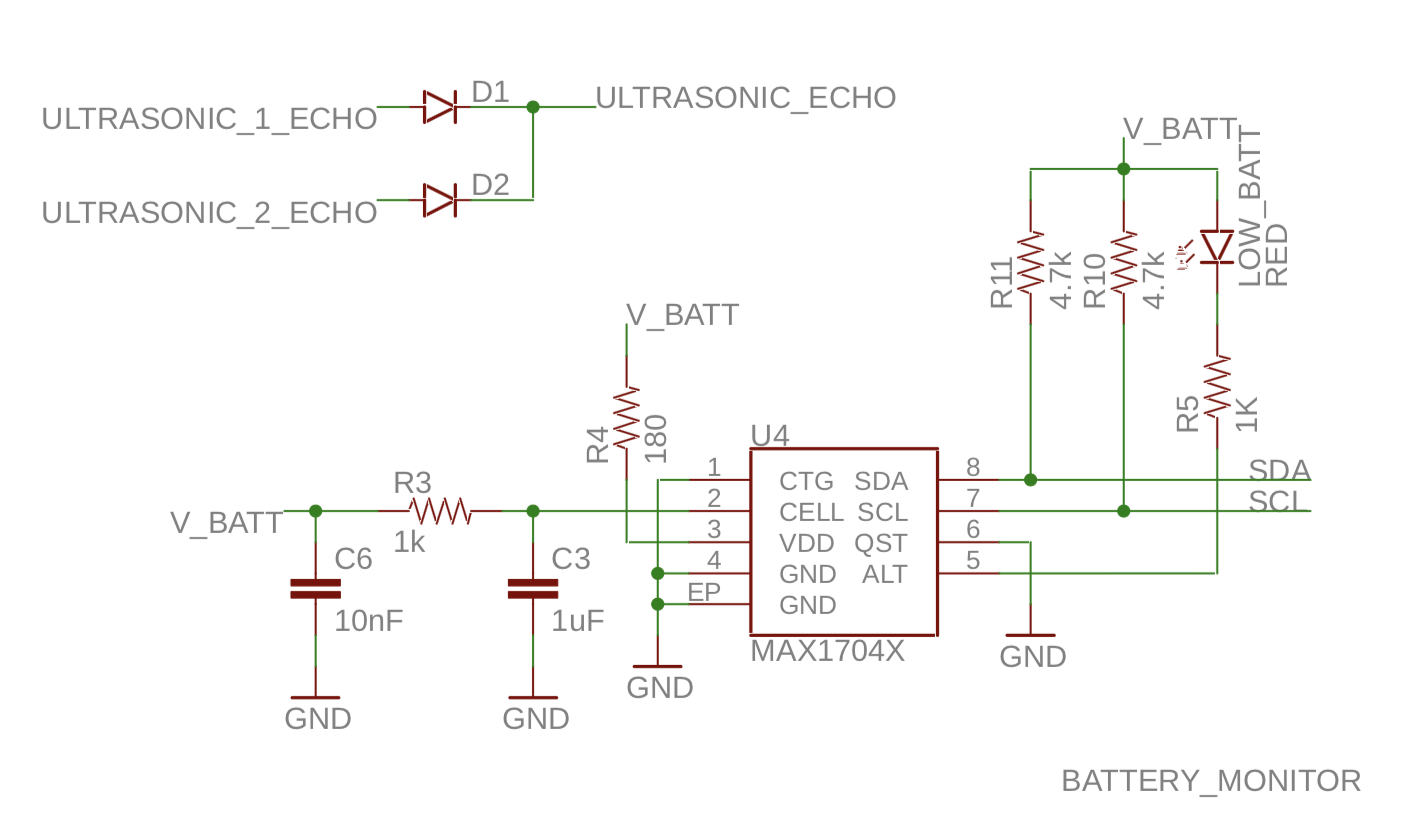 D1
ULTRASONIC_1_ECHO
ULTRASONIC_ECHO
D2
ULTRASONIC_2_ECHO
V_BATT
LOW_BATT
RED
R11
4.7k
R10
4.7k
V_BATT
R4
180
R5
1K
U4
R3
V_BATT
1k
C6
10nF
C3
1uF
1 CTG SDA 8
2 CELL SCL 7
3 VDD QST 6
4 GND ALT 5
EP GND
MAX1704X
SDA
SCL
GND
GND
GND
GND
BATTERY_MONITOR